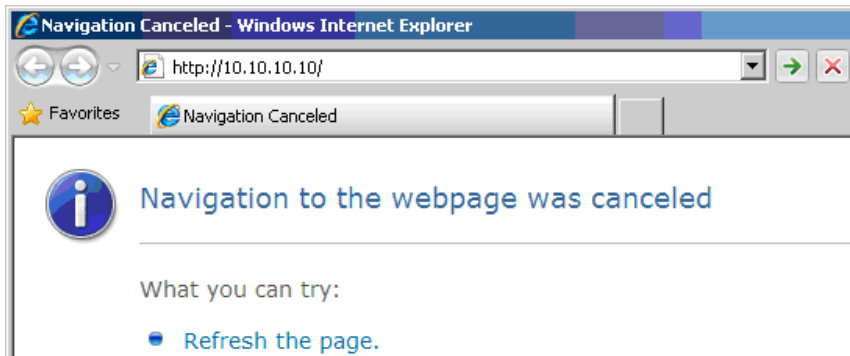 Navigation Canceled - Windows Internet Explorer
http://10.10.10.10/
Favorites Navigation Canceled
Navigation to the webpage was canceled
What you can try:
Refresh the page.